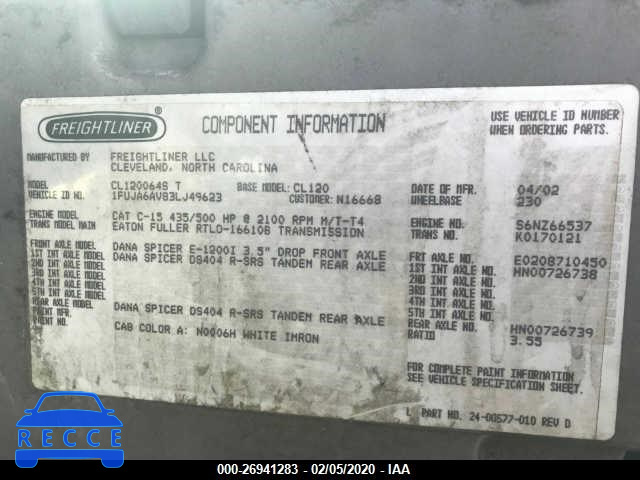 FREIGHTLINER
COMPONENT INFORMATION
USE VEHICLE ID NUMBER
WHEN ORDERING PARTS.
MANUFACTURED BY FREIGHTLINER LLC
CLEVELAND, NORTH CAROLINA
MODEL CL120064S T BASE MODEL: CL120 MFD 04/02
VEHICLE ID NO. 1FUJA6AV83LJ49623 CUSTOMER: N16668 WHEELBASE 230
ENGINE MODEL CAT C-15 435/500 HP @ 2100 RPM M/T-T4 ENGINE NO. S6NZ66537
TRANS MODEL MAIN EATON FULLER RTLO-16610B TRANSMISSION TRANS NO. MAIN K0170121
FRONT AXLE MODEL DANA SPICER E-1200I 3.5" DROP FRONT AXLE FRT AXLE NO. E0208710450
1ST INT AXLE MODEL DANA SPICER DS404 R-SRS TANDEM REAR AXLE 1ST INT AXLE NO. HN00726738
2ND INT AXLE MODEL 2ND INT AXLE NO.
3RD INT AXLE MODEL 3RD INT AXLE NO.
4TH INT AXLE MODEL 4TH INT AXLE NO.
5TH INT AXLE MODEL 5TH INT AXLE NO.
REAR AXLE MODEL DANA SPICER DS404 R-SRS TANDEM REAR AXLE REAR AXLE NO. HN00726739
PAINT MFR. RATIO 3.55
PAINT NO. CAB COLOR A: N0006H WHITE IMRON
FOR COMPLETE PAINT INFORMATION
SEE VEHICLE SPECIFICATION SHEET.
L PART NO. 24-00577-010 REV D
RECCE
000-26941283 - 02/05/2020 - IAA